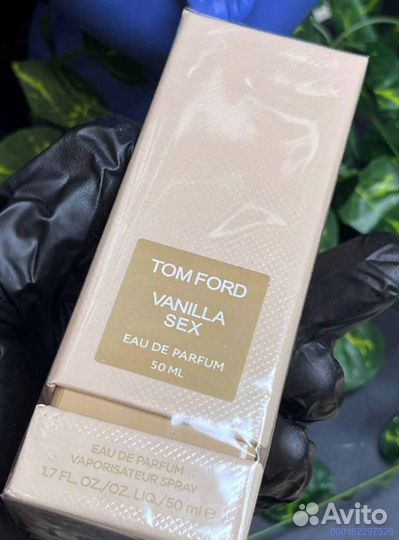 TOM FORD
VANILLA
SEX
EAU DE PARFUM
50 ML
EAU DE PARFUM
VAPORISATEUR SPRAY
1.7 FL. OZ./OZ. LIQ./50 ml e
Avito
000182297529